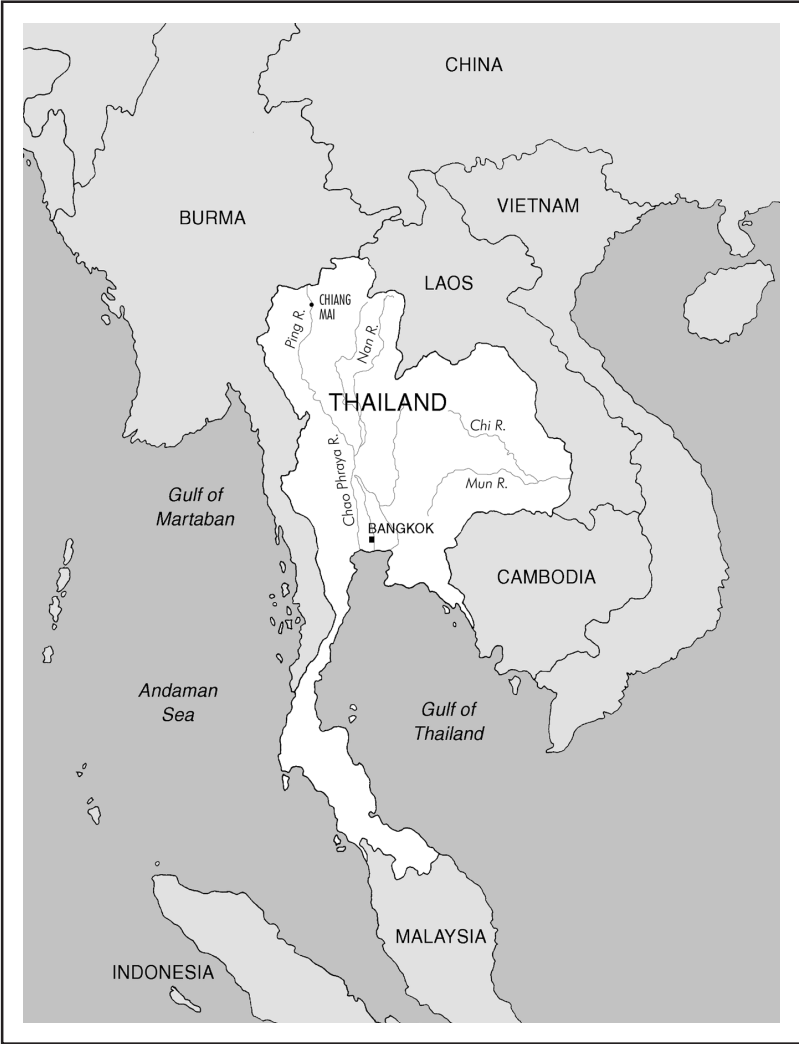 CHINA
VIETNAM
BURMA
LAOS
CHIANG
MAI
Ping R.
Nan R.
THAILAND
Chi R.
Chao Phraya R.
Mun R.
Gulf of
Martaban
BANGKOK
CAMBODIA
Andaman
Sea
Gulf of
Thailand
MALAYSIA
INDONESIA